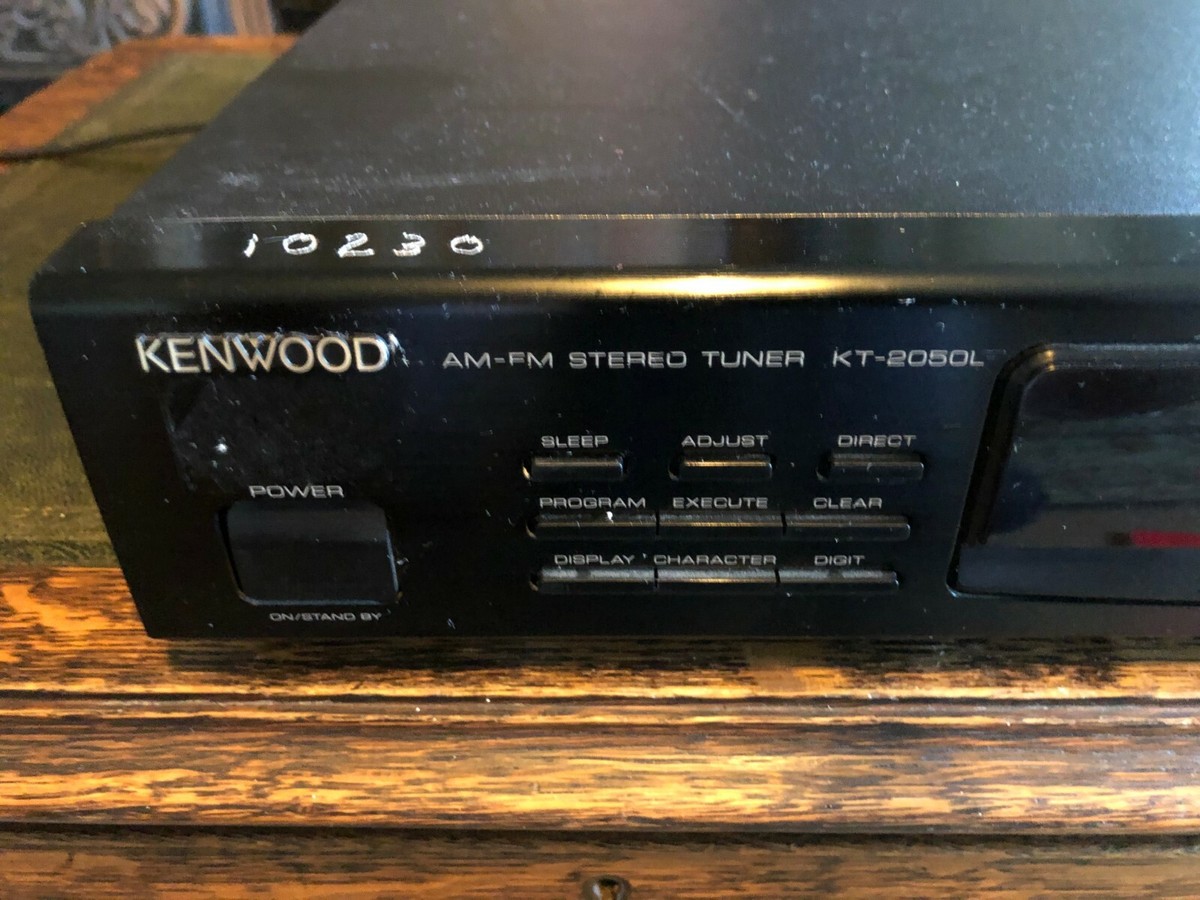 10230
KENWOOD AM-FM STEREO TUNER KT-2050L
SLEEP ADJUST DIRECT
POWER PROGRAM EXECUTE CLEAR
DISPLAY CHARACTER DIGIT
ON/STAND BY